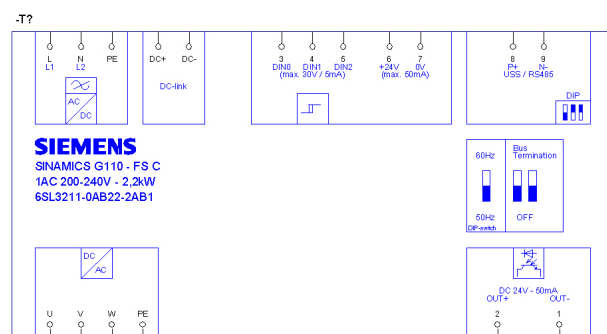 -T?
L N PE DC+ DC- 3 4 5 6 7 8 9
L1 L2 DIN0 DIN1 DIN2 +24V 0V P+ N-
(max. 30V / 5mA) (max. 50mA) USS / RS485
DC-link
AC
DC
DIP
SIEMENS
SINAMICS G110 - FS C
1AC 200-240V - 2,2kW
6SL3211-0AB22-2AB1
60Hz Bus
Termination
50Hz OFF
DIP-switch
DC
AC
DC 24V - 50mA
OUT+ OUT-
U V W PE 2 1